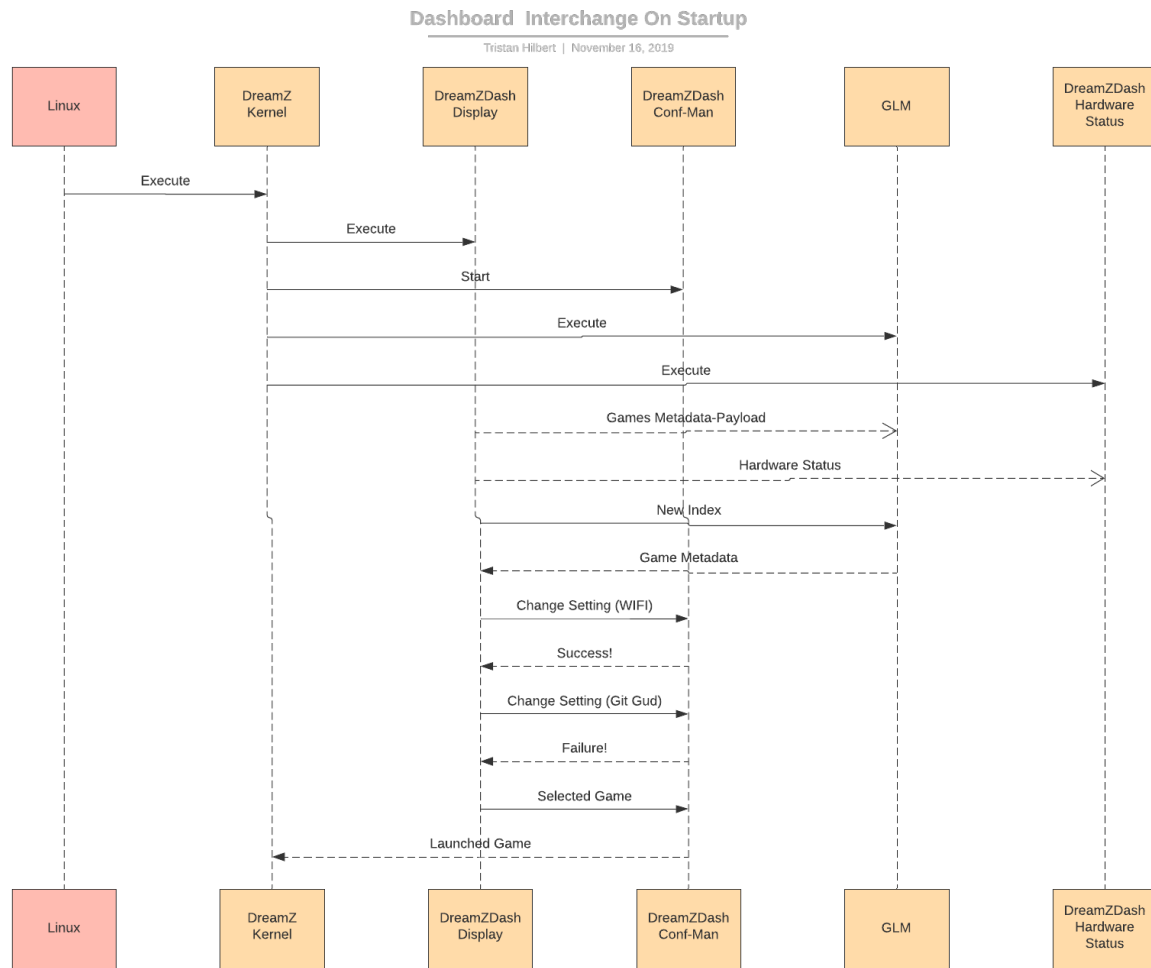 Dashboard  Interchange On Startup
Tristan Hilbert | November 16, 2019
Linux
DreamZ
Kernel
DreamZDash
Display
DreamZDash
Conf-Man
GLM
DreamZDash
Hardware
Status
Execute
Execute
Start
Execute
Execute
Games Metadata-Payload
Hardware Status
New Index
Game Metadata
Change Setting (WIFI)
Success!
Change Setting (Git Gud)
Failure!
Selected Game
Launched Game
Linux
DreamZ
Kernel
DreamZDash
Display
DreamZDash
Conf-Man
GLM
DreamZDash
Hardware
Status